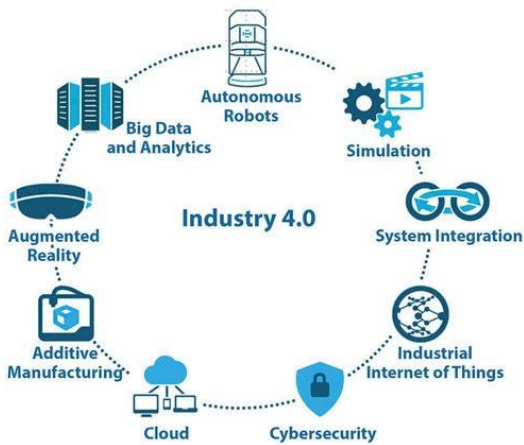 Autonomous
Robots
Big Data
and Analytics
Simulation
Industry 4.0
Augmented
Reality
System Integration
Additive
Manufacturing
Industrial
Internet of Things
Cloud
Cybersecurity